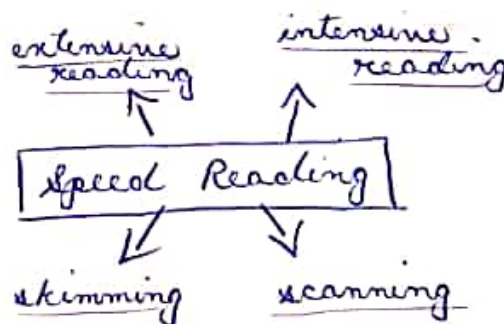 extensive
reading
intensive
reading
Speed Reading
skimming
scanning